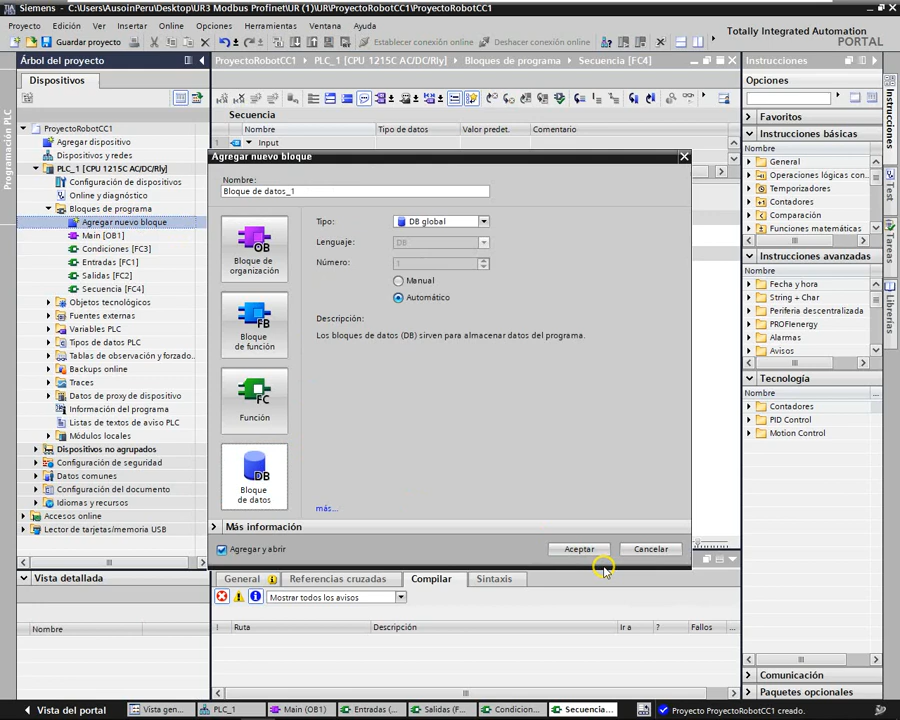 Siemens - C:\Users\AusoinPeru\Desktop\UR3 Modbus Profinet\UR (1)\UR\ProyectoRobotCC1\ProyectoRobotCC1
Proyecto Edición Ver Insertar Online Opciones Herramientas Ventana Ayuda
Guardar proyecto Establecer conexión online Deshacer conexión online
Totally Integrated Automation
PORTAL
Árbol del proyecto
ProyectoRobotCC1 PLC_1 [CPU 1215C AC/DC/Rly] Bloques de programa Secuencia [FC4]
Instrucciones
Dispositivos
Opciones
Programación PLC
Secuencia
Nombre Tipo de datos Valor predet. Comentario
Input
Favoritos
Instrucciones básicas
Nombre
General
Operaciones lógicas con...
Temporizadores
Contadores
Comparación
Funciones matemáticas
Instrucciones avanzadas
Nombre
Fecha y hora
String + Char
Periferia descentralizada
PROFIenergy
Alarmas
Avisos
Tecnología
Nombre ...
Contadores
PID Control
Motion Control
Comunicación
Paquetes opcionales
Instrucciones
Test
Tareas
Librerías
ProyectoRobotCC1
Agregar dispositivo
Dispositivos y redes
PLC_1 [CPU 1215C AC/DC/Rly]
Configuración de dispositivos
Online y diagnóstico
Bloques de programa
Agregar nuevo bloque
Main [OB1]
Condiciones [FC3]
Entradas [FC1]
Salidas [FC2]
Secuencia [FC4]
Objetos tecnológicos
Fuentes externas
Variables PLC
Tipos de datos PLC
Tablas de observación y forzado...
Backups online
Traces
Datos de proxy de dispositivo
Información del programa
Listas de textos de aviso PLC
Módulos locales
Dispositivos no agrupados
Configuración de seguridad
Datos comunes
Configuración del documento
Idiomas y recursos
Accesos online
Lector de tarjetas/memoria USB
Vista detallada
Nombre
Agregar nuevo bloque
Nombre:
Bloque de datos_1
OB
Bloque de
organización
FB
Bloque
de función
FC
Función
DB
Bloque
de datos
Tipo: DB global
Lenguaje: DB
Número: 1
Manual
Automático
Descripción:
Los bloques de datos (DB) sirven para almacenar datos del programa.
más...
Más información
Agregar y abrir
Aceptar Cancelar
General Referencias cruzadas Compilar Sintaxis
Mostrar todos los avisos
! Ruta Descripción Ir a ? Fallos ...
Vista del portal Vista gen... PLC_1 Main (OB1) Entradas (... Salidas (F... Condicion... Secuencia... Proyecto ProyectoRobotCC1 creado.